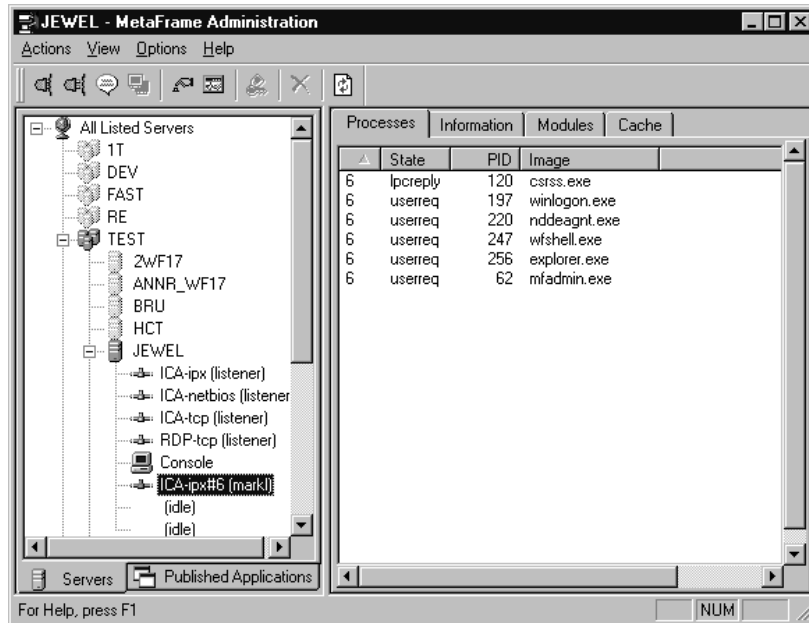 JEWEL - MetaFrame Administration
Actions View Options Help
All Listed Servers
1T
DEV
FAST
RE
TEST
2WF17
ANNR_WF17
BRU
HCT
JEWEL
ICA-ipx (listener)
ICA-netbios (listener
ICA-tcp (listener)
RDP-tcp (listener)
Console
ICA-ipx#6 (markl)
(idle)
(idle)
Servers Published Applications
Processes Information Modules Cache
State PID Image
6 lpcreply 120 csrss.exe
6 userreq 197 winlogon.exe
6 userreq 220 nddeagnt.exe
6 userreq 247 wfshell.exe
6 userreq 256 explorer.exe
6 userreq 62 mfadmin.exe
For Help, press F1
NUM